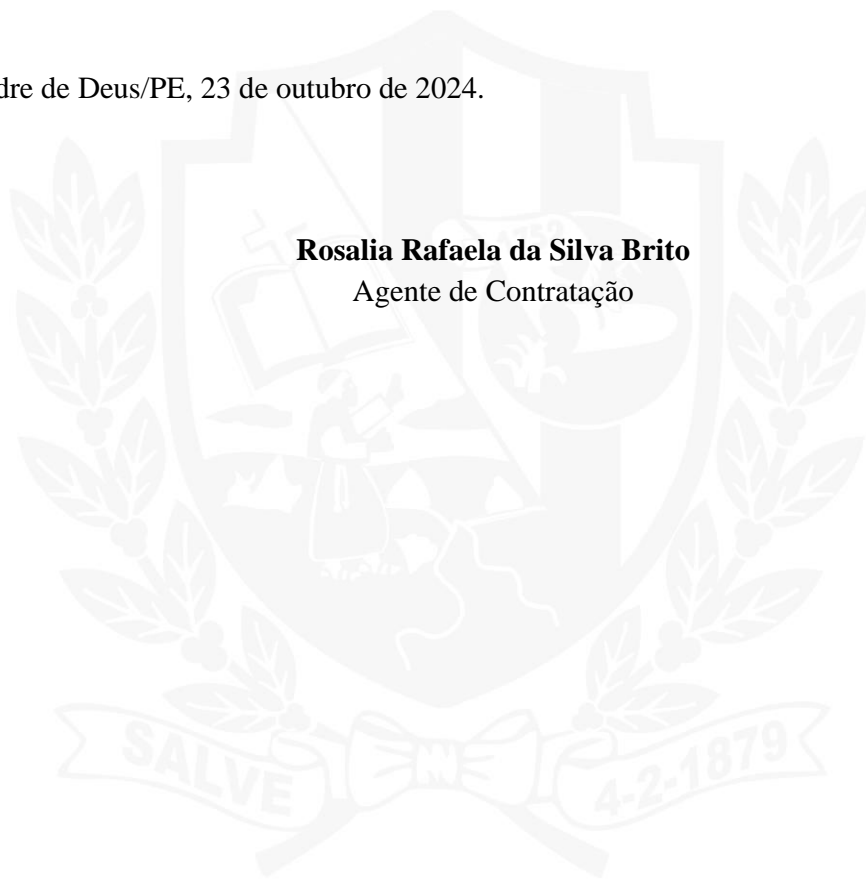 dre de Deus/PE, 23 de outubro de 2024.
1752
Rosalia Rafaela da Silva Brito
Agente de Contratação
SALVE
4-2-1879